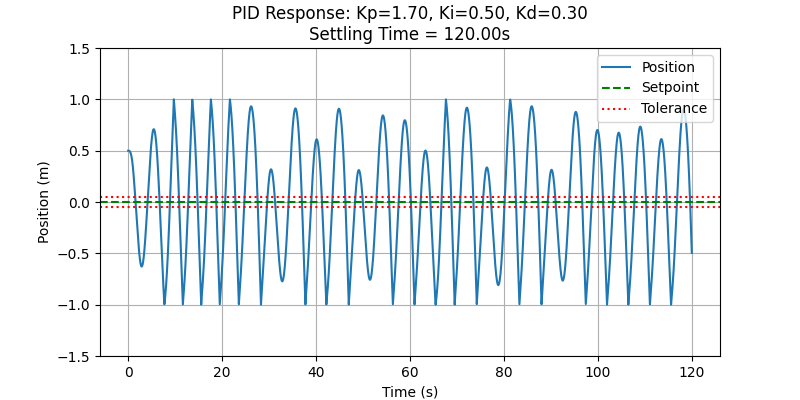 PID Response: Kp=1.70, Ki=0.50, Kd=0.30
Settling Time = 120.00s
1.5
1.0
0.5
0.0
−0.5
−1.0
−1.5
Position (m)
Position
Setpoint
Tolerance
0
20
40
60
80
100
120
Time (s)